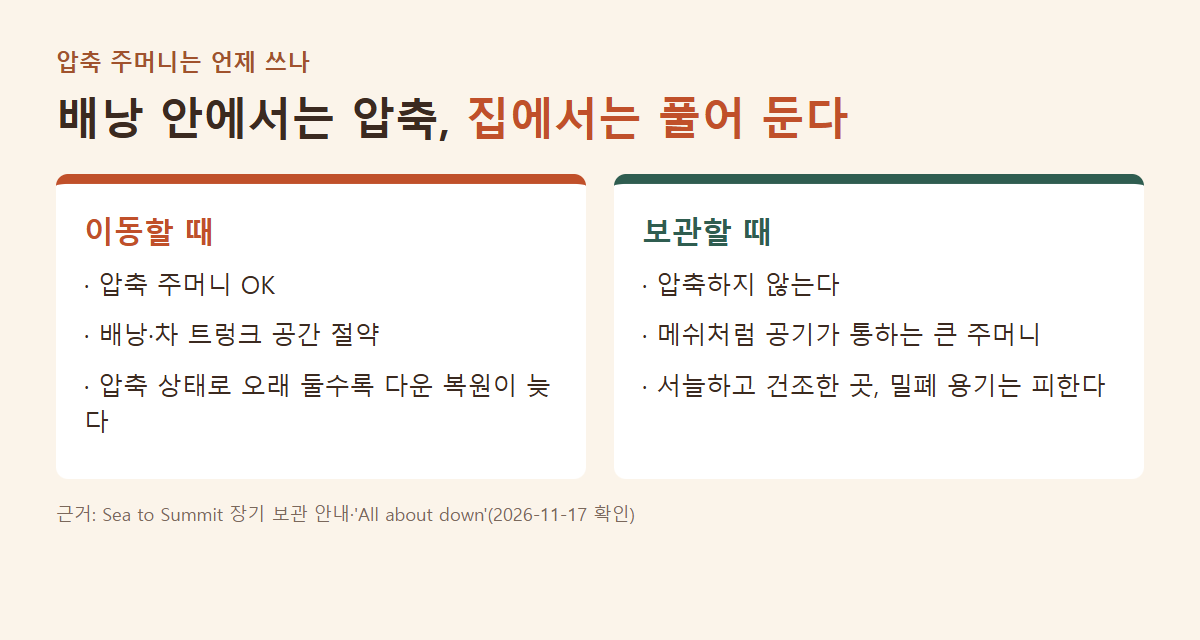 압축 주머니는 언제 쓰나
배낭 안에서는 압축, 집에서는 풀어 둔다
이동할 때
· 압축 주머니 OK
· 배낭·차 트렁크 공간 절약
· 압축 상태로 오래 둘수록 다운 복원이 늦
다
보관할 때
· 압축하지 않는다
· 메쉬처럼 공기가 통하는 큰 주머니
· 서늘하고 건조한 곳, 밀폐 용기는 피한다
근거: Sea to Summit 장기 보관 안내·'All about down'(2026-11-17 확인)